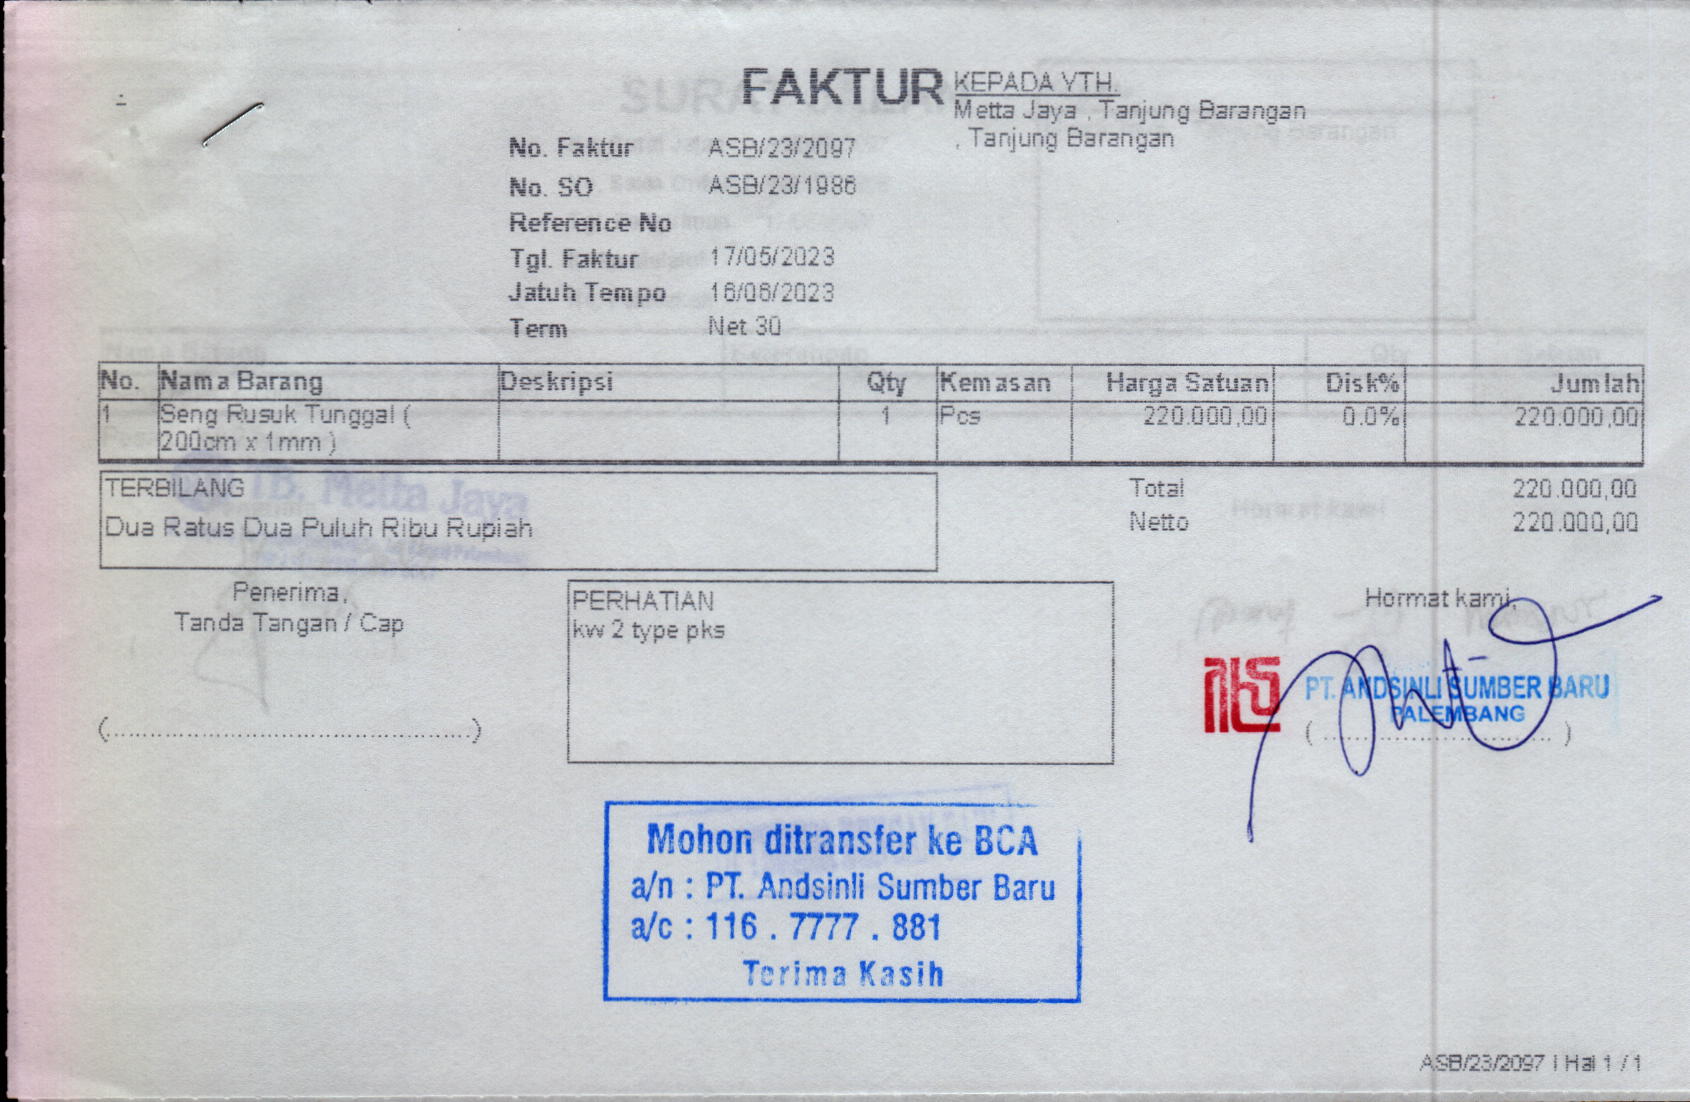 FAKTUR
KEPADA YTH.
Metta Jaya , Tanjung Barangan
, Tanjung Barangan
No. Faktur ASB/23/2097
No. SO ASB/23/1986
Reference No
Tgl. Faktur 17/05/2023
Jatuh Tempo 16/06/2023
Term Net 30
No. Nama Barang Deskripsi Qty Kemasan Harga Satuan Disk% Jumlah
1 Seng Rusuk Tunggal ( 1 Pcs 220.000,00 0.0% 220.000,00
200cm x 1mm )
TERBILANG
Dua Ratus Dua Puluh Ribu Rupiah
Total 220.000,00
Netto 220.000,00
Penerima,
Tanda Tangan / Cap
(............................................)
PERHATIAN
kw 2 type pks
Hormat kami,
PT. ANDSINLI SUMBER BARU
PALEMBANG
(............................)
TB. Metta Jaya
Mohon ditransfer ke BCA
a/n : PT. Andsinli Sumber Baru
a/c : 116 . 7777 . 881
Terima Kasih
ASB/23/2097 | Hal 1 / 1